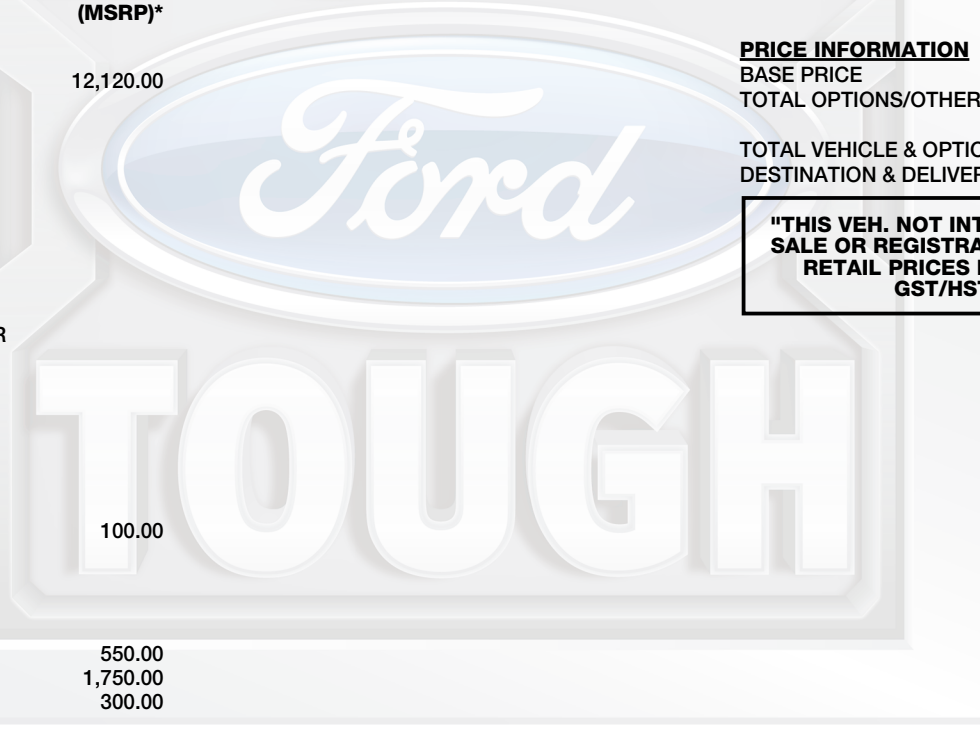 (MSRP)*
12,120.00
R
100.00
550.00
1,750.00
300.00
PRICE INFORMATION
BASE PRICE
TOTAL OPTIONS/OTHER
TOTAL VEHICLE & OPTIO
DESTINATION & DELIVER
"THIS VEH. NOT INT
SALE OR REGISTRA
RETAIL PRICES
GST/HST
Ford
TOUGH